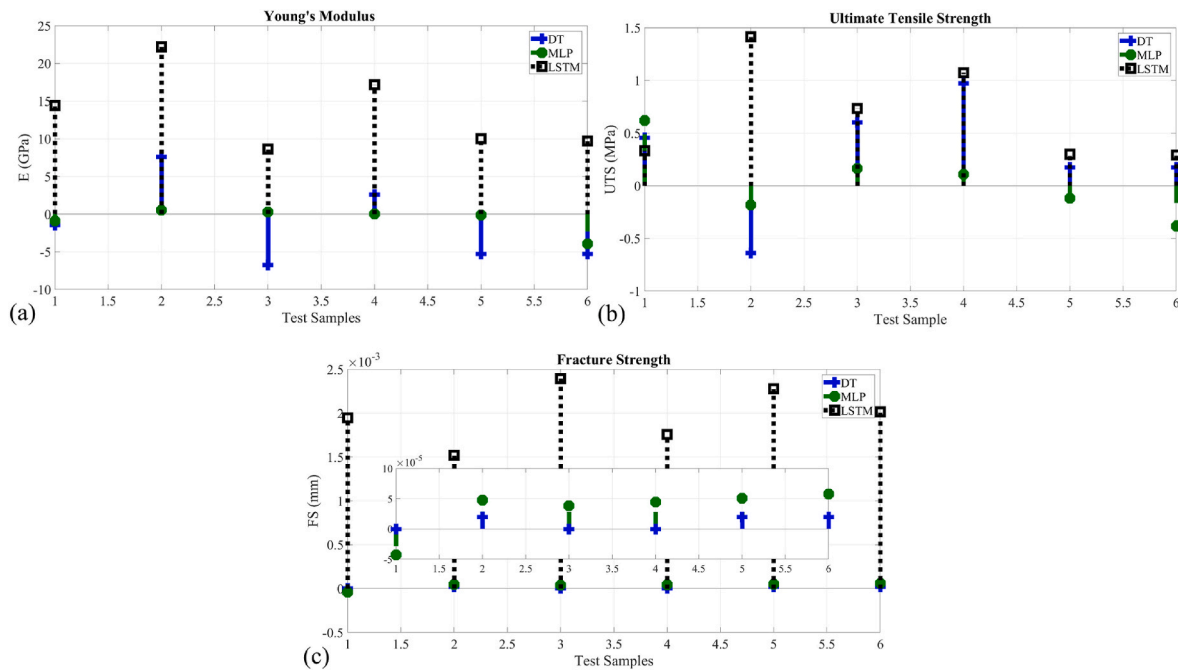 Young's Modulus
25
20
15
10
5
0
-5
-10
E (GPa)
1 1.5 2 2.5 3 3.5 4 4.5 5 5.5 6
Test Samples
DT
MLP
LSTM
(a)
Ultimate Tensile Strength
1.5
1
0.5
0
-0.5
-1
UTS (MPa)
1 1.5 2 2.5 3 3.5 4 4.5 5 5.5 6
Test Sample
DT
MLP
LSTM
(b)
Fracture Strength
×10⁻³
2.5
2
1.5
1
0.5
0
-0.5
FS (mm)
1 1.5 2 2.5 3 3.5 4 4.5 5 5.5 6
Test Samples
DT
MLP
LSTM
10 ×10⁻⁵
5
0
-5
1 1.5 2 2.5 3 3.5 4 4.5 5 5.5 6
(c)